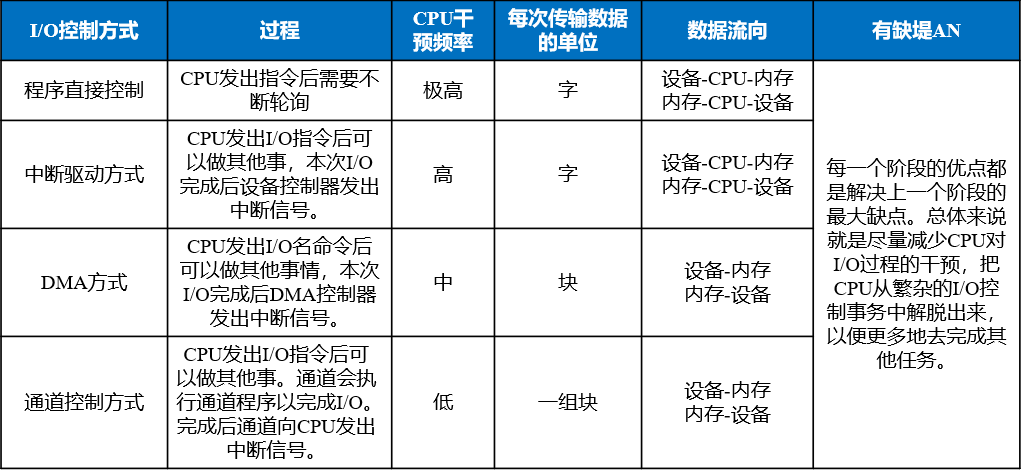 I/O控制方式
过程
CPU干
预频率
每次传输数据
的单位
数据流向
有缺堤AN
程序直接控制
CPU发出指令后需要不
断轮询
极高
字
设备-CPU-内存
内存-CPU-设备
中断驱动方式
CPU发出I/O指令后可
以做其他事，本次I/O
完成后设备控制器发出
中断信号。
高
字
设备-CPU-内存
内存-CPU-设备
DMA方式
CPU发出I/O名命令后
可以做其他事情，本次
I/O完成后DMA控制器
发出中断信号。
中
块
设备-内存
内存-设备
通道控制方式
CPU发出I/O指令后可
以做其他事。通道会执
行通道程序以完成I/O。
完成后通道向CPU发出
中断信号。
低
一组块
设备-内存
内存-设备
每一个阶段的优点都
是解决上一个阶段的
最大缺点。总体来说
就是尽量减少CPU对
I/O过程的干预，把
CPU从繁杂的I/O控
制事务中解脱出来，
以便更多地去完成其
他任务。